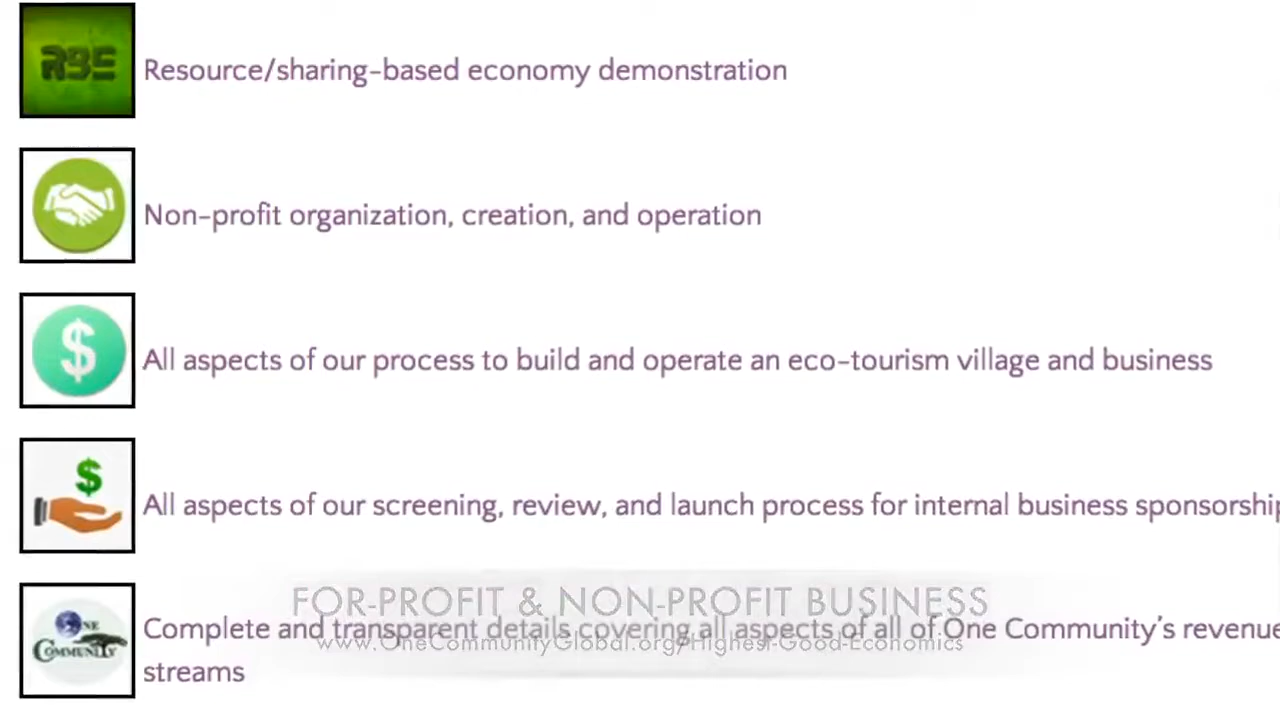 RBE
Resource/sharing-based economy demonstration
Non-profit organization, creation, and operation
$
All aspects of our process to build and operate an eco-tourism village and business
$
All aspects of our screening, review, and launch process for internal business sponsorship
FOR-PROFIT & NON-PROFIT BUSINESS
ONE
COMMUNITY
Complete and transparent details covering all aspects of all of One Community's revenue
www.OneCommunityGlobal.org/Highest-Good-Economics
streams